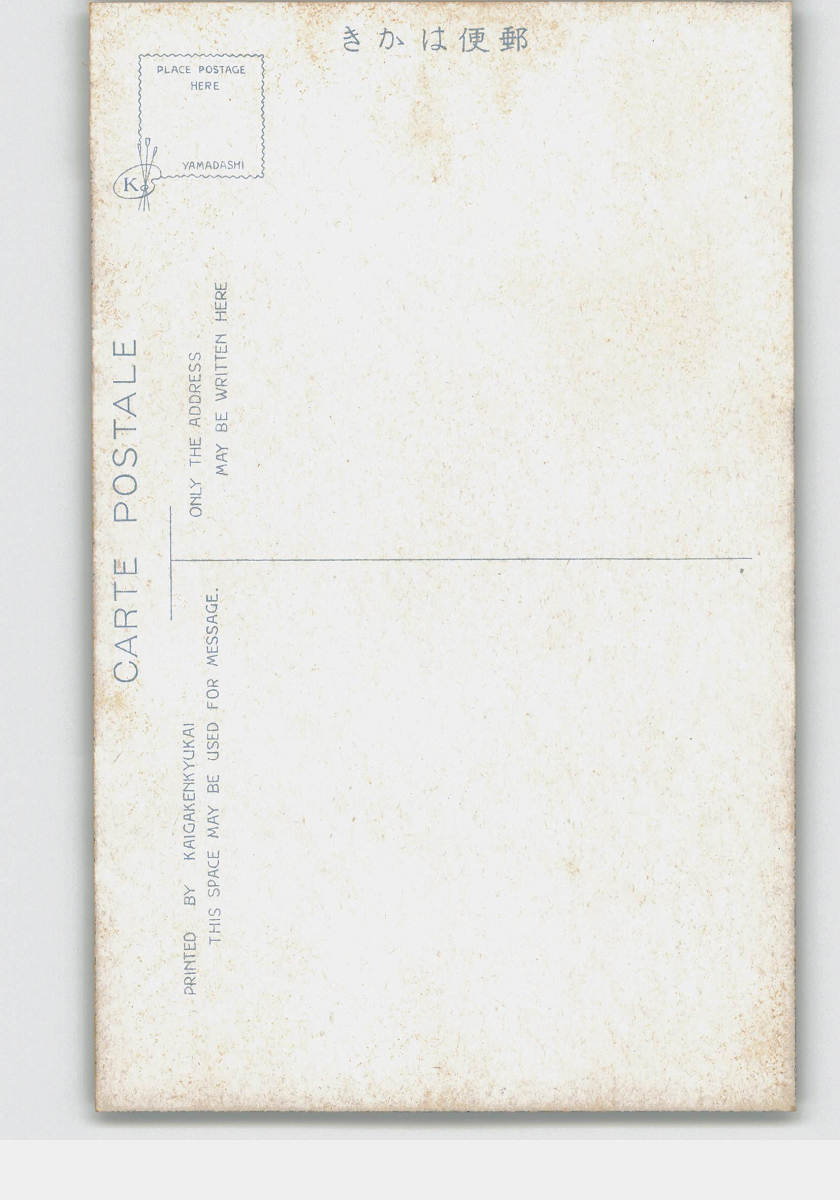 きかは便郵
PLACE POSTAGE
HERE
YAMADASHI
K
CARTE POSTALE
ONLY THE ADDRESS
MAY BE WRITTEN HERE
PRINTED BY KAIGAKENKYUKAI
THIS SPACE MAY BE USED FOR MESSAGE.